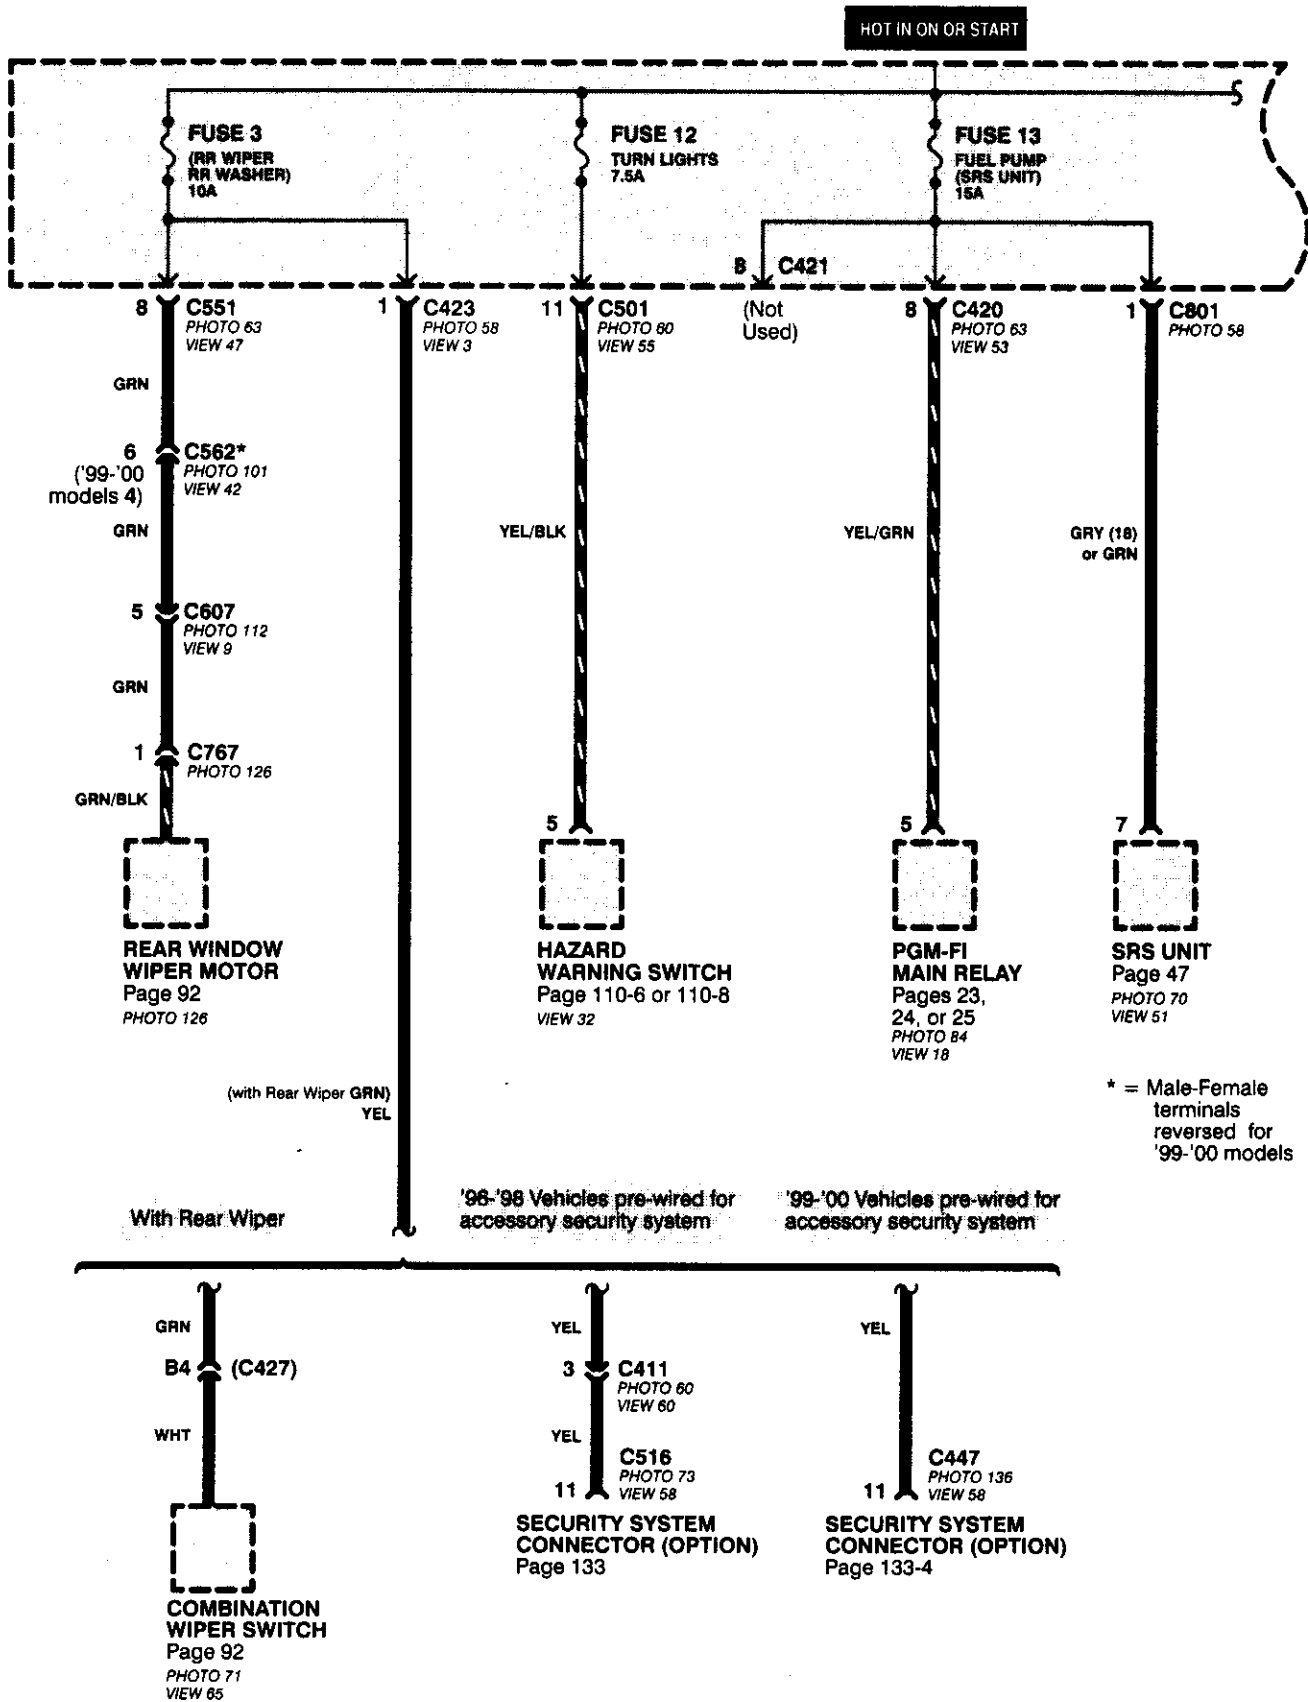 HOT IN ON OR START
FUSE 3
(RR WIPER
RR WASHER)
10A
FUSE 12
TURN LIGHTS
7.5A
FUSE 13
FUEL PUMP
(SRS UNIT)
15A
8 C421
(Not
Used)
8 C551
PHOTO 63
VIEW 47
1 C423
PHOTO 58
VIEW 3
11 C501
PHOTO 60
VIEW 55
8 C420
PHOTO 63
VIEW 53
1 C801
PHOTO 58
GRN
6 C562*
('99-'00
models 4)
PHOTO 101
VIEW 42
GRN
YEL/BLK
YEL/GRN
GRY (18)
or GRN
5 C607
PHOTO 112
VIEW 9
GRN
1 C767
PHOTO 126
GRN/BLK
5
5
7
REAR WINDOW
WIPER MOTOR
Page 92
PHOTO 126
HAZARD
WARNING SWITCH
Page 110-6 or 110-8
VIEW 32
PGM-FI
MAIN RELAY
Pages 23,
24, or 25
PHOTO 84
VIEW 18
SRS UNIT
Page 47
PHOTO 70
VIEW 51
(with Rear Wiper GRN)
YEL
* = Male-Female
terminals
reversed for
'99-'00 models
With Rear Wiper
'96-'98 Vehicles pre-wired for
accessory security system
'99-'00 Vehicles pre-wired for
accessory security system
GRN
B4 (C427)
WHT
COMBINATION
WIPER SWITCH
Page 92
PHOTO 71
VIEW 65
YEL
3 C411
PHOTO 60
VIEW 60
YEL
C516
PHOTO 73
11 VIEW 58
SECURITY SYSTEM
CONNECTOR (OPTION)
Page 133
YEL
C447
PHOTO 136
11 VIEW 58
SECURITY SYSTEM
CONNECTOR (OPTION)
Page 133-4